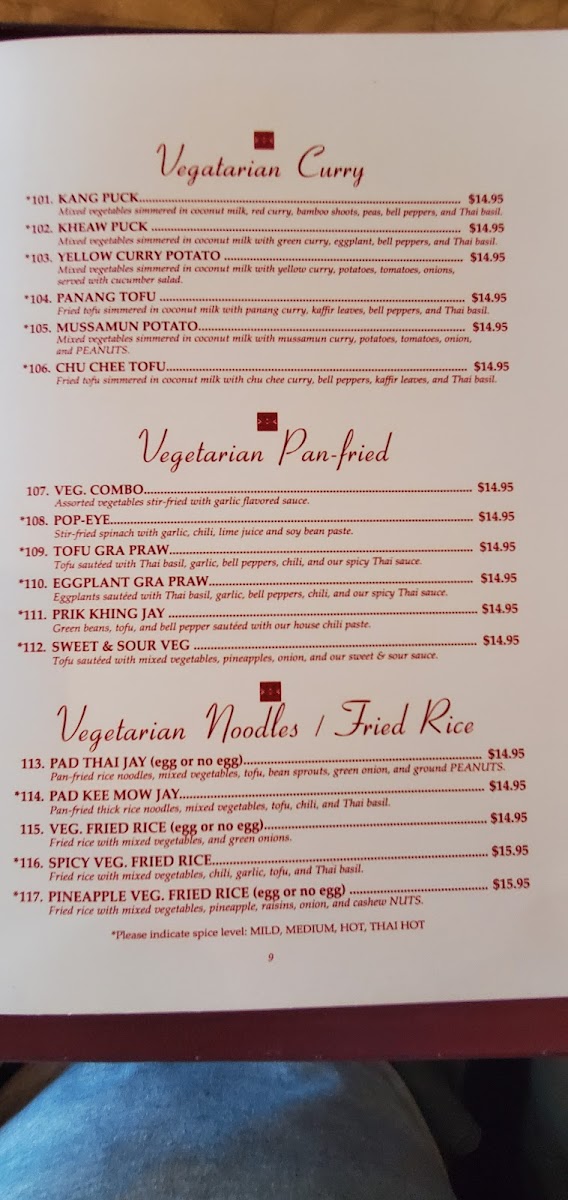 Vegatarian Curry
*101. KANG PUCK................ $14.95
Mixed vegetables simmered in coconut milk, red curry, bamboo shoots, peas, bell peppers, and Thai basil.
*102. KHEAW PUCK ................ $14.95
Mixed vegetables simmered in coconut milk with green curry, eggplant, bell peppers, and Thai basil.
*103. YELLOW CURRY POTATO ................ $14.95
Mixed vegetables simmered in coconut milk with yellow curry, potatoes, tomatoes, onions,
served with cucumber salad.
*104. PANANG TOFU ................ $14.95
Fried tofu simmered in coconut milk with panang curry, kaffir leaves, bell peppers, and Thai basil.
*105. MUSSAMUN POTATO................ $14.95
Mixed vegetables simmered in coconut milk with mussamun curry, potatoes, tomatoes, onion,
and PEANUTS.
*106. CHU CHEE TOFU................ $14.95
Fried tofu simmered in coconut milk with chu chee curry, bell peppers, kaffir leaves, and Thai basil.
Vegetarian Pan-fried
107. VEG. COMBO................ $14.95
Assorted vegetables stir-fried with garlic flavored sauce.
*108. POP-EYE................ $14.95
Stir-fried spinach with garlic, chili, lime juice and soy bean paste.
*109. TOFU GRA PRAW................ $14.95
Tofu sautéed with Thai basil, garlic, bell peppers, chili, and our spicy Thai sauce.
*110. EGGPLANT GRA PRAW................ $14.95
Eggplants sautéed with Thai basil, garlic, bell peppers, chili, and our spicy Thai sauce.
*111. PRIK KHING JAY ................ $14.95
Green beans, tofu, and bell pepper sautéed with our house chili paste.
*112. SWEET & SOUR VEG ................ $14.95
Tofu sautéed with mixed vegetables, pineapples, onion, and our sweet & sour sauce.
Vegetarian Noodles / Fried Rice
113. PAD THAI JAY (egg or no egg)................ $14.95
Pan-fried rice noodles, mixed vegetables, tofu, bean sprouts, green onion, and ground PEANUTS.
*114. PAD KEE MOW JAY................ $14.95
Pan-fried thick rice noodles, mixed vegetables, tofu, chili, and Thai basil.
115. VEG. FRIED RICE (egg or no egg)................ $14.95
Fried rice with mixed vegetables, and green onions.
*116. SPICY VEG. FRIED RICE................ $15.95
Fried rice with mixed vegetables, chili, garlic, tofu, and Thai basil.
*117. PINEAPPLE VEG. FRIED RICE (egg or no egg) ................ $15.95
Fried rice with mixed vegetables, pineapple, raisins, onion, and cashew NUTS.
*Please indicate spice level: MILD, MEDIUM, HOT, THAI HOT
9